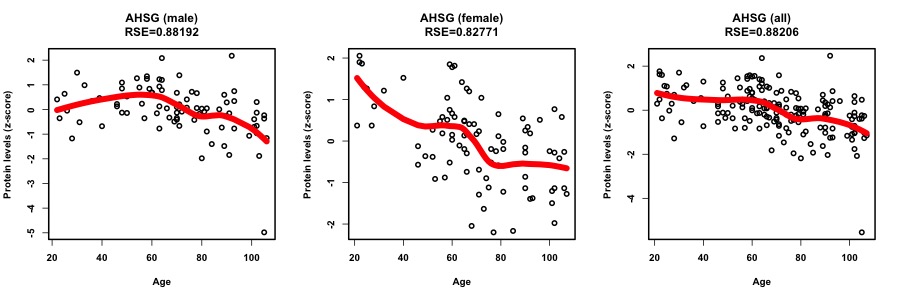 AHSG (male)
RSE=0.88192
Protein levels (z-score)
2
1
0
-1
-2
-3
-4
-5
20 40 60 80 100
Age
AHSG (female)
RSE=0.82771
Protein levels (z-score)
2
1
0
-1
-2
20 40 60 80 100
Age
AHSG (all)
RSE=0.88206
Protein levels (z-score)
2
0
-2
-4
20 40 60 80 100
Age